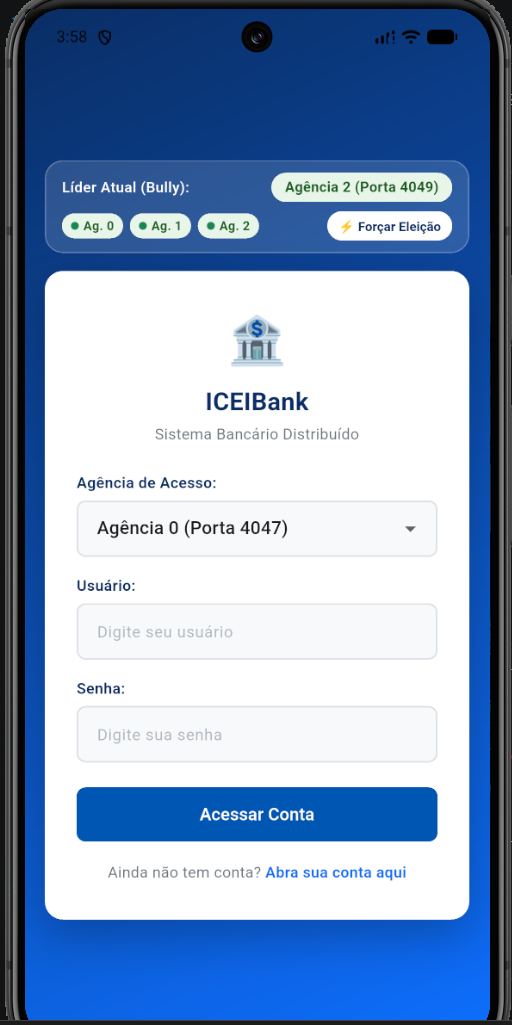 3:58
Líder Atual (Bully):
Agência 2 (Porta 4049)
Ag. 0
Ag. 1
Ag. 2
Forçar Eleição
$
ICEIBank
Sistema Bancário Distribuído
Agência de Acesso:
Agência 0 (Porta 4047)
Usuário:
Digite seu usuário
Senha:
Digite sua senha
Acessar Conta
Ainda não tem conta? Abra sua conta aqui